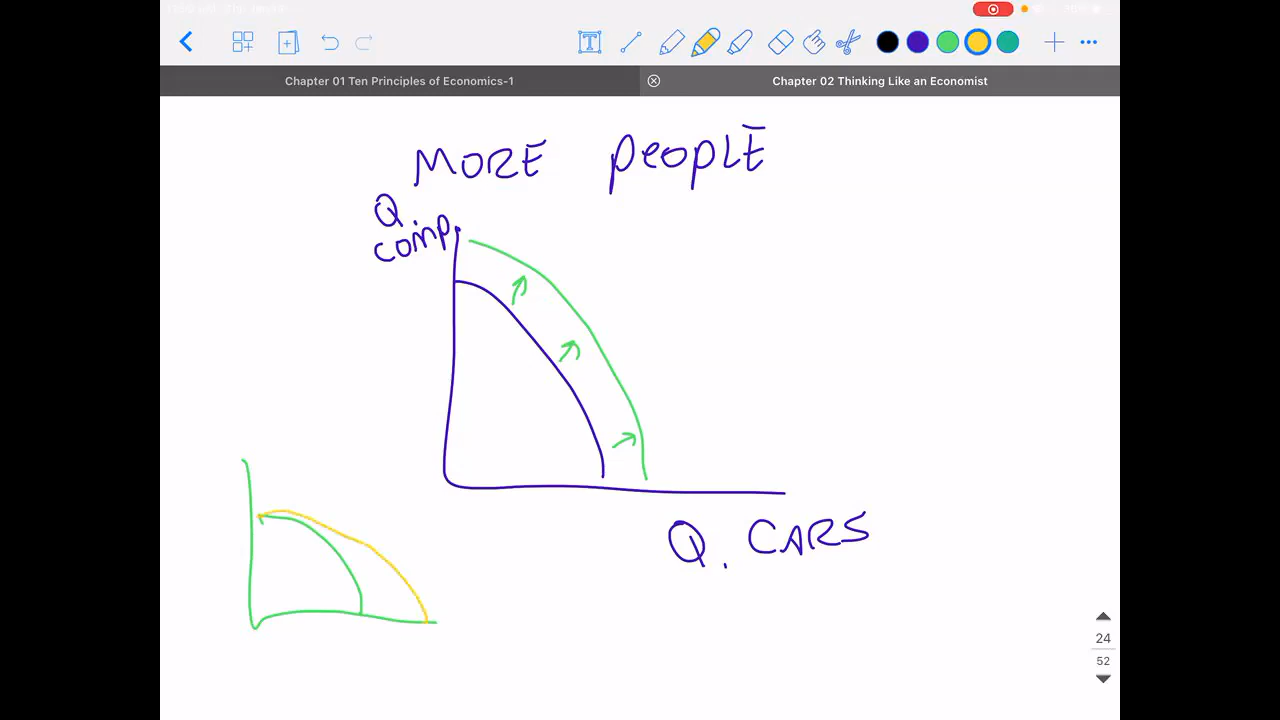 Chapter 01 Ten Principles of Economics-1
Chapter 02 Thinking Like an Economist
MORE PEOPLE
Q
comp.
Q. CARS
24
52